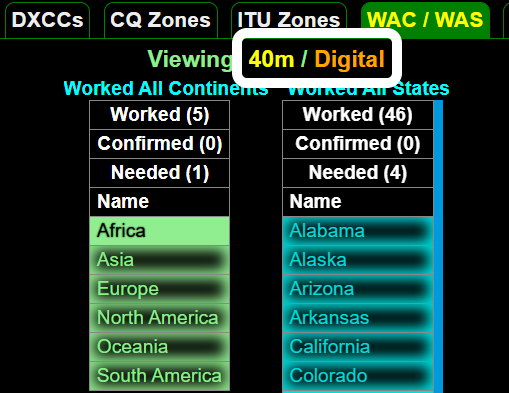 DXCCs CQ Zones ITU Zones WAC / WAS
Viewing 40m / Digital
Worked All Continents Worked All States
Worked (5) Worked (46)
Confirmed (0) Confirmed (0)
Needed (1) Needed (4)
Name Name
Africa Alabama
Asia Alaska
Europe Arizona
North America Arkansas
Oceania California
South America Colorado